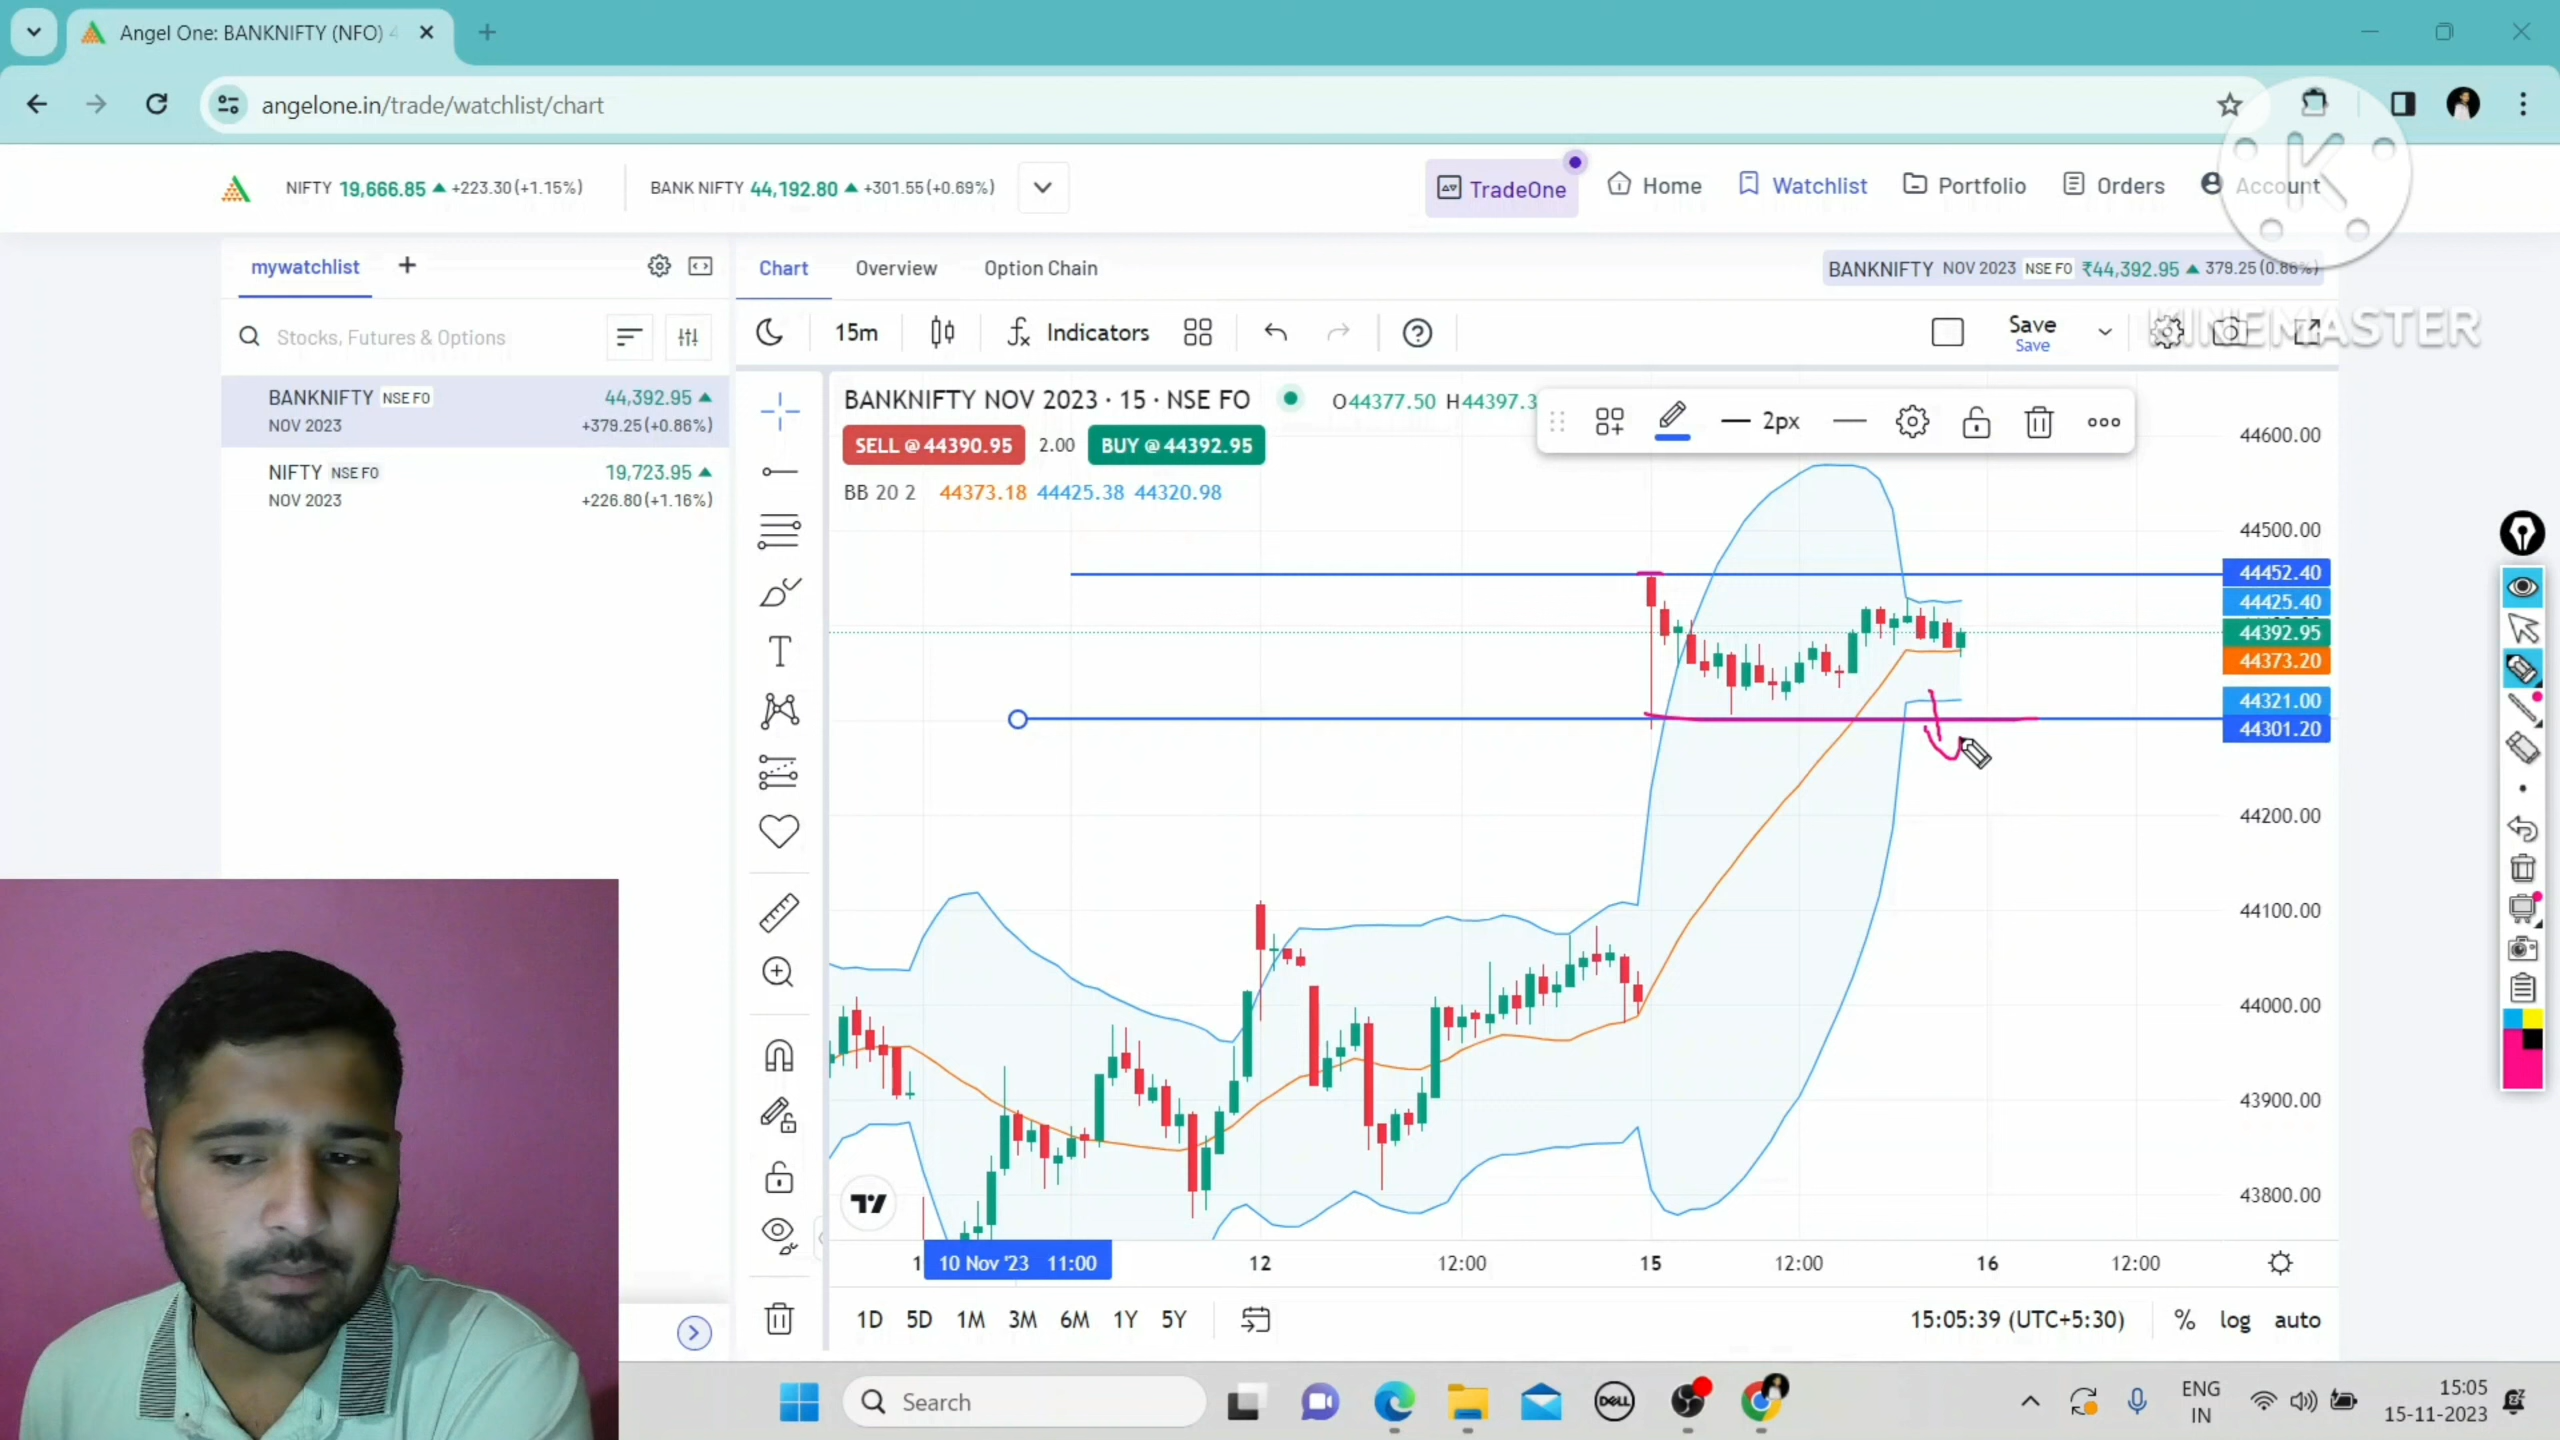 Angel One: BANKNIFTY (NFO) 4
angelone.in/trade/watchlist/chart
NIFTY 19,666.85 +223.30 (+1.15%) BANK NIFTY 44,192.80 +301.55 (+0.69%)
TradeOne Home Watchlist Portfolio Orders Account
K
KINEMASTER
mywatchlist +
Chart Overview Option Chain
BANKNIFTY NOV 2023 NSE FO ₹44,392.95 379.25 (0.86%)
Stocks, Futures & Options
15m Indicators Save
Save
BANKNIFTY NSE FO 44,392.95
NOV 2023 +379.25 (+0.86%)
NIFTY NSE FO 19,723.95
NOV 2023 +226.80 (+1.16%)
BANKNIFTY NOV 2023 · 15 · NSE FO O44377.50 H44397.3
2px
SELL @ 44390.95 2.00 BUY @ 44392.95
BB 20 2 44373.18 44425.38 44320.98
44600.00
44500.00
44452.40
44425.40
44392.95
44373.20
44321.00
44301.20
44200.00
44100.00
44000.00
43900.00
43800.00
1 10 Nov '23 11:00 12 12:00 15 12:00 16 12:00
1D 5D 1M 3M 6M 1Y 5Y
15:05:39 (UTC+5:30) % log auto
Search
DELL
ENG
IN
15:05
15-11-2023